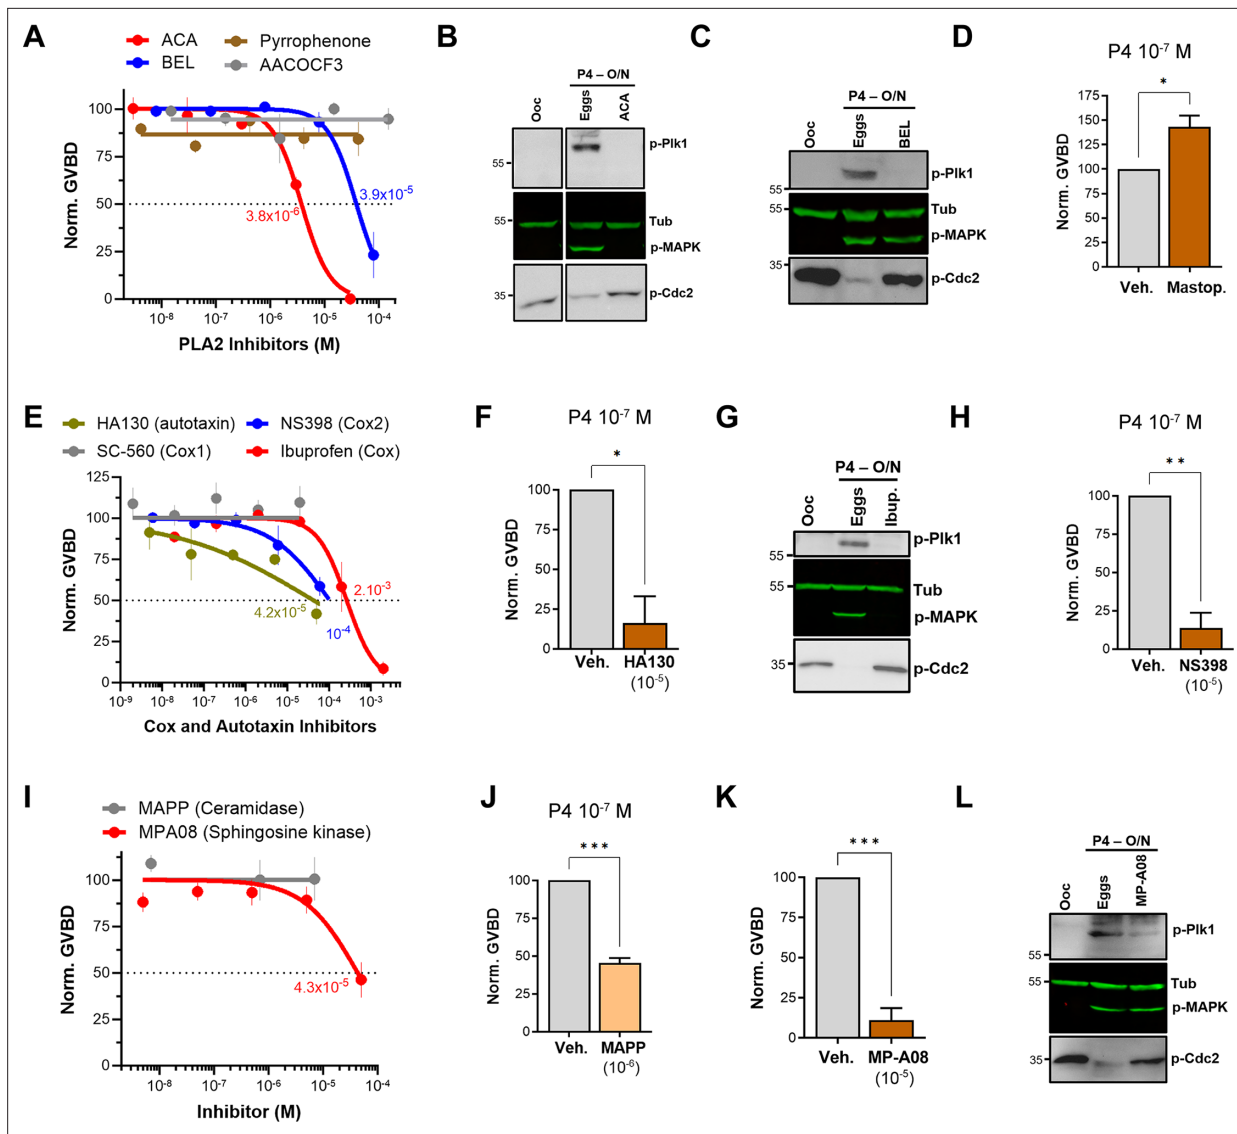 A
ACA
BEL
Pyrrophenone
AACOCF3
Norm. GVBD
100
75
50
25
0
3.8x10-6
3.9x10-5
10-8
10-7
10-6
10-5
10-4
PLA2 Inhibitors (M)
B
P4 – O/N
Ooc
Eggs
ACA
55
p-Plk1
55
Tub
p-MAPK
35
p-Cdc2
C
P4 – O/N
Ooc
Eggs
BEL
55
p-Plk1
55
Tub
p-MAPK
35
p-Cdc2
D
P4 10-7 M
*
Norm. GVBD
175
150
125
100
75
50
25
0
Veh.
Mastop.
E
HA130 (autotaxin)
NS398 (Cox2)
SC-560 (Cox1)
Ibuprofen (Cox)
Norm. GVBD
125
100
75
50
25
0
4.2x10-5
10-4
2.10-3
10-9
10-8
10-7
10-6
10-5
10-4
10-3
Cox and Autotaxin Inhibitors
F
P4 10-7 M
*
Norm. GVBD
100
75
50
25
0
Veh.
HA130
(10-5)
G
P4 – O/N
Ooc
Eggs
Ibup.
55
p-Plk1
55
Tub
p-MAPK
35
p-Cdc2
H
P4 10-7 M
**
Norm. GVBD
100
75
50
25
0
Veh.
NS398
(10-5)
I
MAPP (Ceramidase)
MPA08 (Sphingosine kinase)
Norm. GVBD
125
100
75
50
25
0
4.3x10-5
10-8
10-7
10-6
10-5
10-4
Inhibitor (M)
J
P4 10-7 M
***
Norm. GVBD
100
75
50
25
0
Veh.
MAPP
(10-6)
K
***
Norm. GVBD
100
75
50
25
0
Veh.
MP-A08
(10-5)
L
P4 – O/N
Ooc
Eggs
MP-A08
55
p-Plk1
55
Tub
p-MAPK
35
p-Cdc2